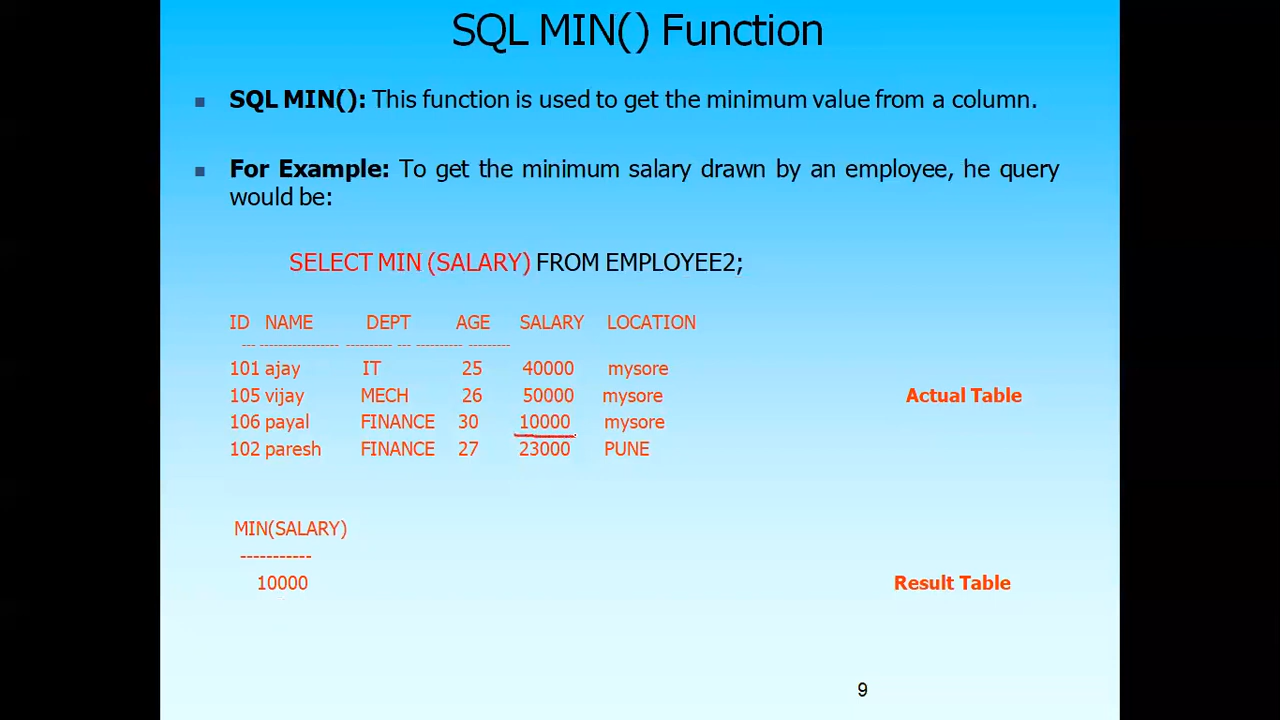 SQL MIN() Function
SQL MIN(): This function is used to get the minimum value from a column.
For Example: To get the minimum salary drawn by an employee, he query
would be:
SELECT MIN (SALARY) FROM EMPLOYEE2;
ID NAME DEPT AGE SALARY LOCATION
--- ----------------- ---------- --- ---------- ---------
101 ajay IT 25 40000 mysore
105 vijay MECH 26 50000 mysore Actual Table
106 payal FINANCE 30 10000 mysore
102 paresh FINANCE 27 23000 PUNE
MIN(SALARY)
-----------
10000 Result Table
9